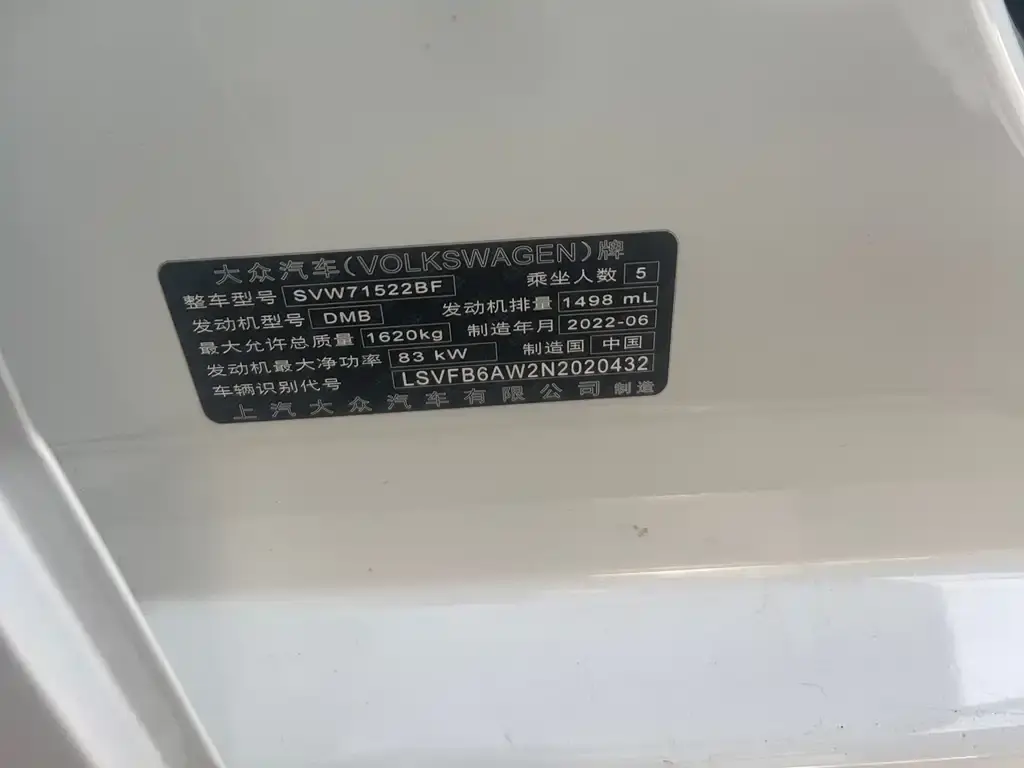 大众汽车(VOLKSWAGEN)牌
整车型号 SVW71522BF 乘坐人数 5
发动机型号 DMB 发动机排量 1498 mL
最大允许总质量 1620kg 制造年月 2022-06
发动机最大净功率 83 kW 制造国 中国
车辆识别代号 LSVFB6AW2N2020432
上汽大众汽车有限公司 制造